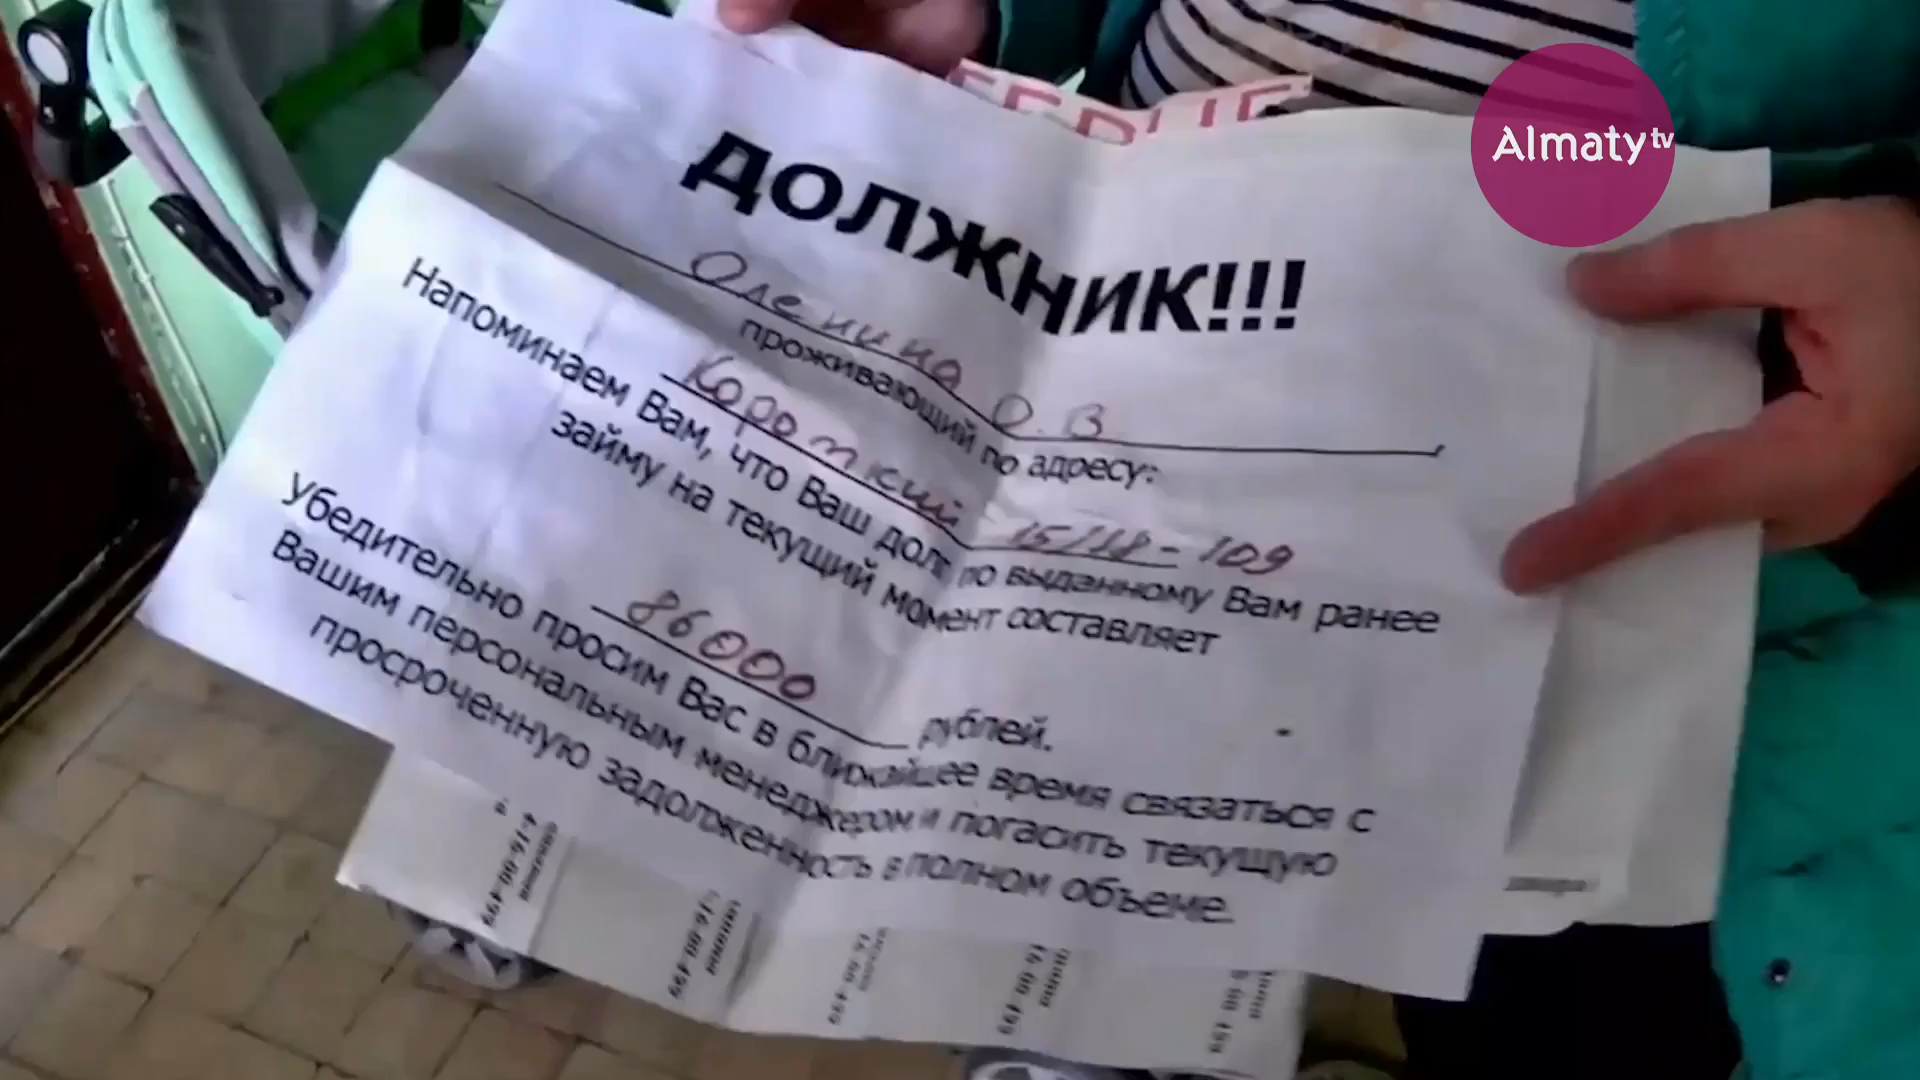 Almaty tv
ДОЛЖНИК!!!
Оленина О.В
проживающий по адресу:
Короткий 15/18-109
Напоминаем Вам, что Ваш долг по выданному Вам ранее
займу на текущий момент составляет
86000 рублей.
Убедительно просим Вас в ближайшее время связаться с
Вашим персональным менеджером и погасить текущую
просроченную задолженность в полном объеме.